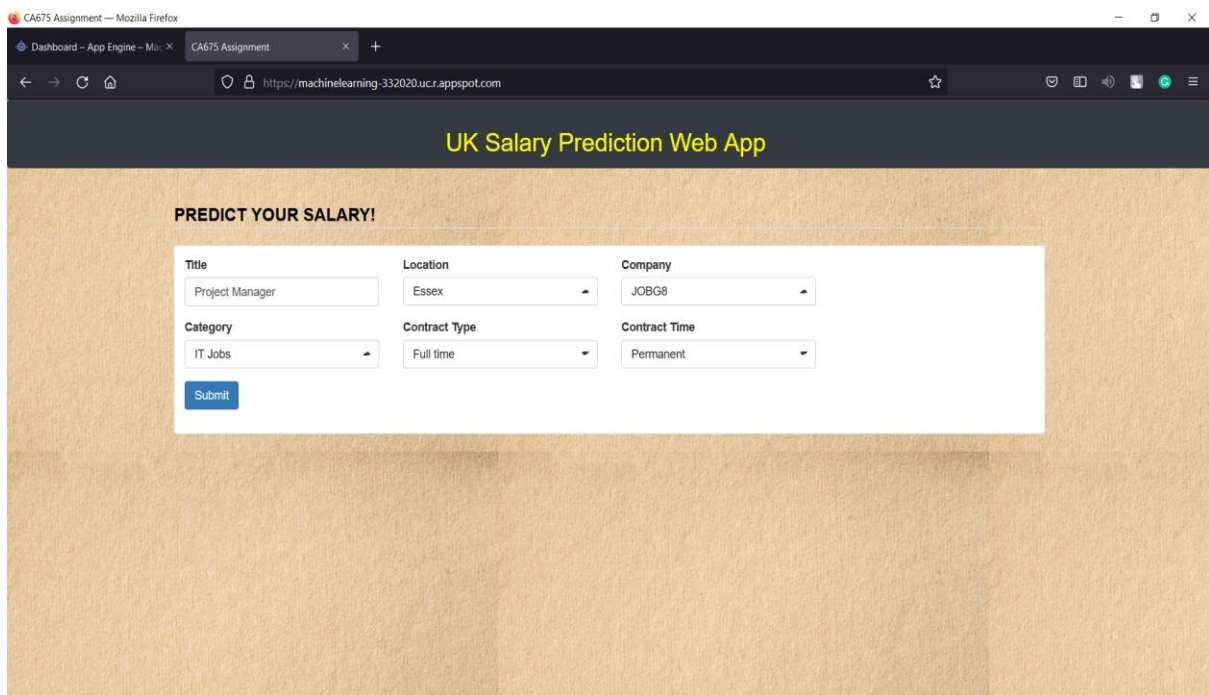 CA675 Assignment — Mozilla Firefox
Dashboard – App Engine – Mac
CA675 Assignment
https://machinelearning-332020.uc.r.appspot.com
UK Salary Prediction Web App
PREDICT YOUR SALARY!
Title Location Company
Project Manager Essex JOBG8
Category Contract Type Contract Time
IT Jobs Full time Permanent
Submit